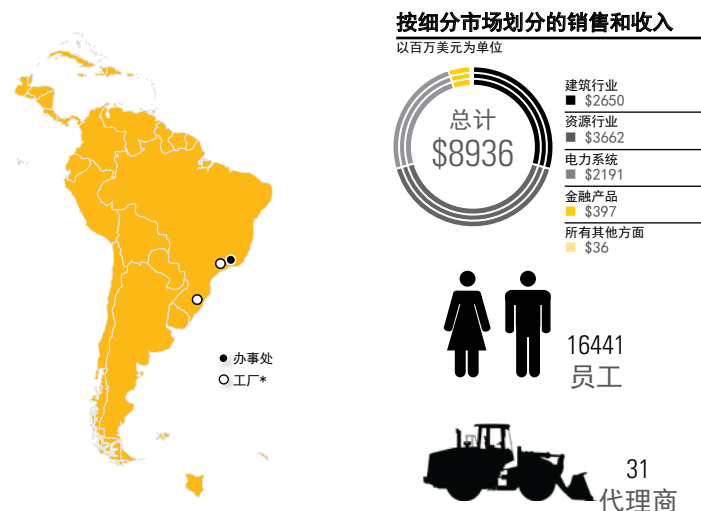 按细分市场划分的销售和收入
以百万美元为单位
总计
$8936
建筑行业
$2650
资源行业
$3662
电力系统
$2191
金融产品
$397
所有其他方面
$36
办事处
工厂*
16441
员工
31
代理商